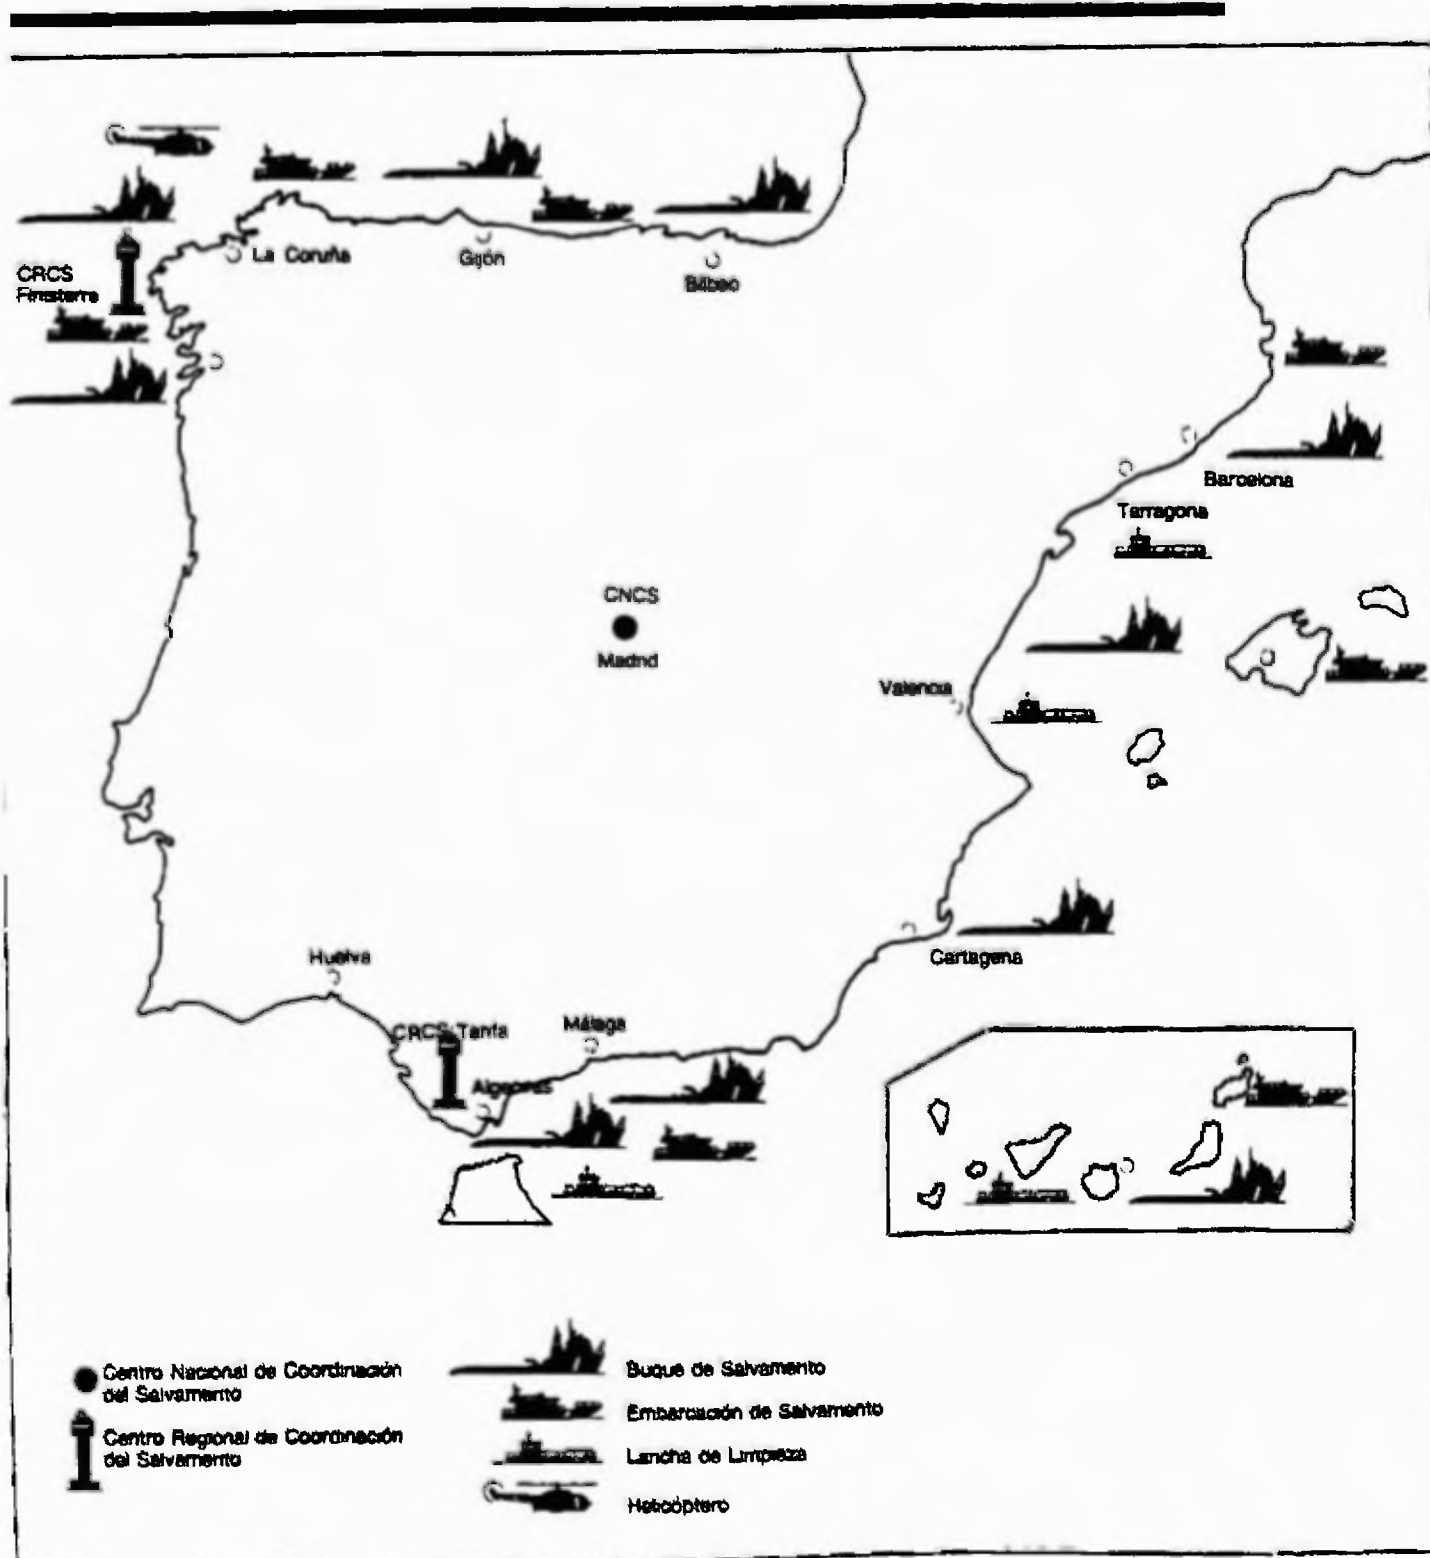 La Coruña
Gijón
Bilbao
CRCS
Finisterre
Barcelona
Tarragona
CNCS
Madrid
Valencia
Cartagena
Huelva
CRCS Tarifa
Málaga
Algeciras
Centro Nacional de Coordinación
del Salvamento
Centro Regional de Coordinación
del Salvamento
Buque de Salvamento
Embarcación de Salvamento
Lancha de Limpieza
Helicóptero